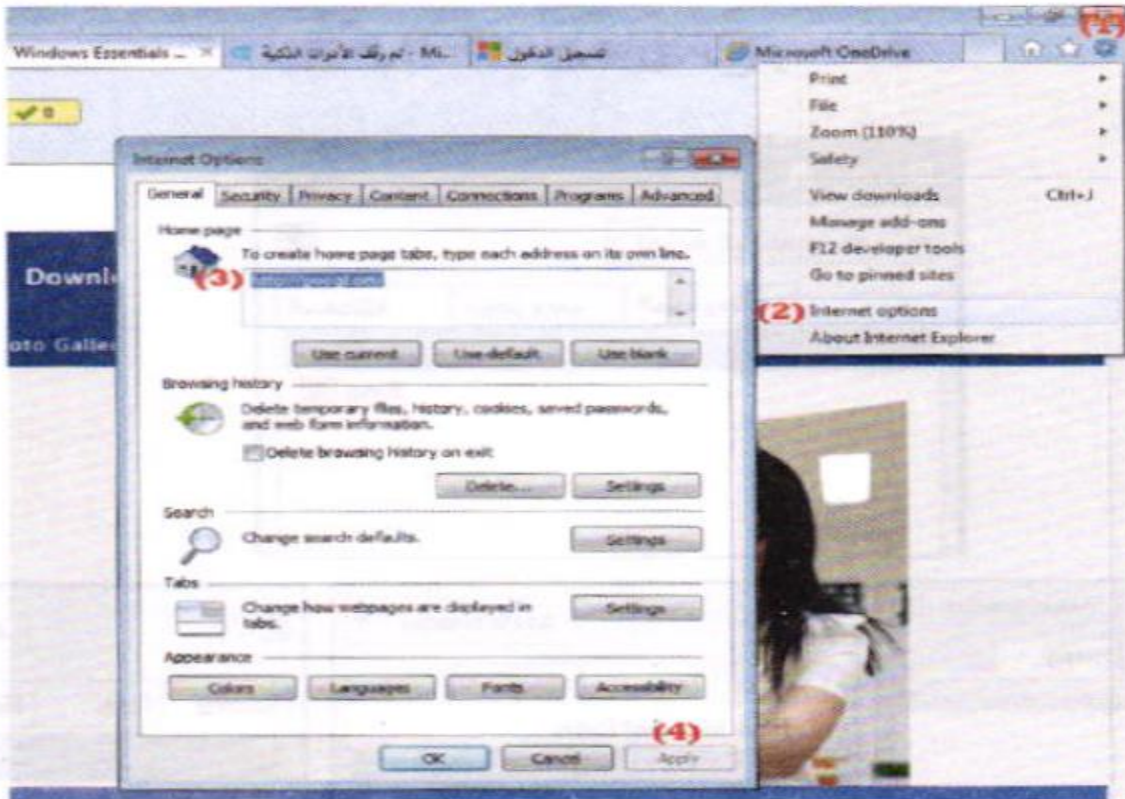 (1)
Windows Essentials ...
Mi... - تم وقف الأدوات الذكية
تسجيل الدخول
Microsoft OneDrive
Print
File
Zoom (110%)
Safety
View downloads Ctrl+J
Manage add-ons
F12 developer tools
Go to pinned sites
(2) Internet options
About Internet Explorer
0
Downl
oto Galle
Internet Options
General Security Privacy Content Connections Programs Advanced
Home page
To create home page tabs, type each address on its own line.
(3)
Use current Use default Use blank
Browsing history
Delete temporary files, history, cookies, saved passwords,
and web form information.
Delete browsing history on exit
Delete... Settings
Search
Change search defaults.
Settings
Tabs
Change how webpages are displayed in
tabs.
Settings
Appearance
Colors Languages Fonts Accessibility
(4)
OK Cancel Apply